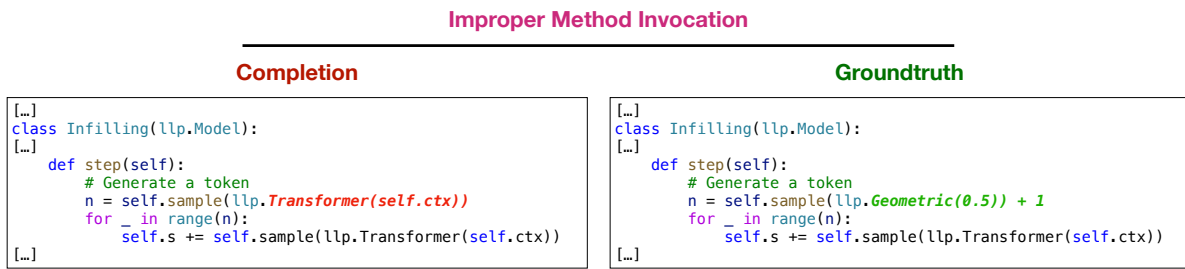 Improper Method Invocation
Completion
[…]
class Infilling(llp.Model):
[…]
    def step(self):
        # Generate a token
        n = self.sample(llp.Transformer(self.ctx))
        for _ in range(n):
            self.s += self.sample(llp.Transformer(self.ctx))
[…]
Groundtruth
[…]
class Infilling(llp.Model):
[…]
    def step(self):
        # Generate a token
        n = self.sample(llp.Geometric(0.5)) + 1
        for _ in range(n):
            self.s += self.sample(llp.Transformer(self.ctx))
[…]